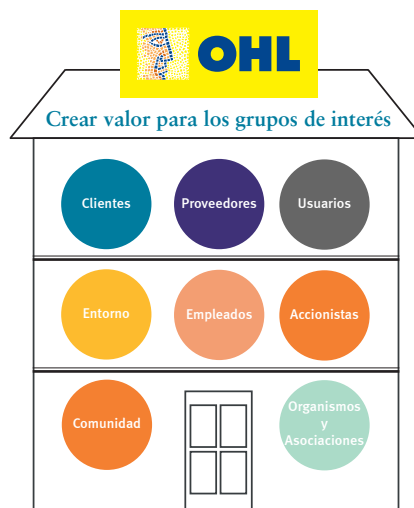 OHL
Crear valor para los grupos de interés
Clientes
Proveedores
Usuarios
Entorno
Empleados
Accionistas
Comunidad
Organismos
y
Asociaciones